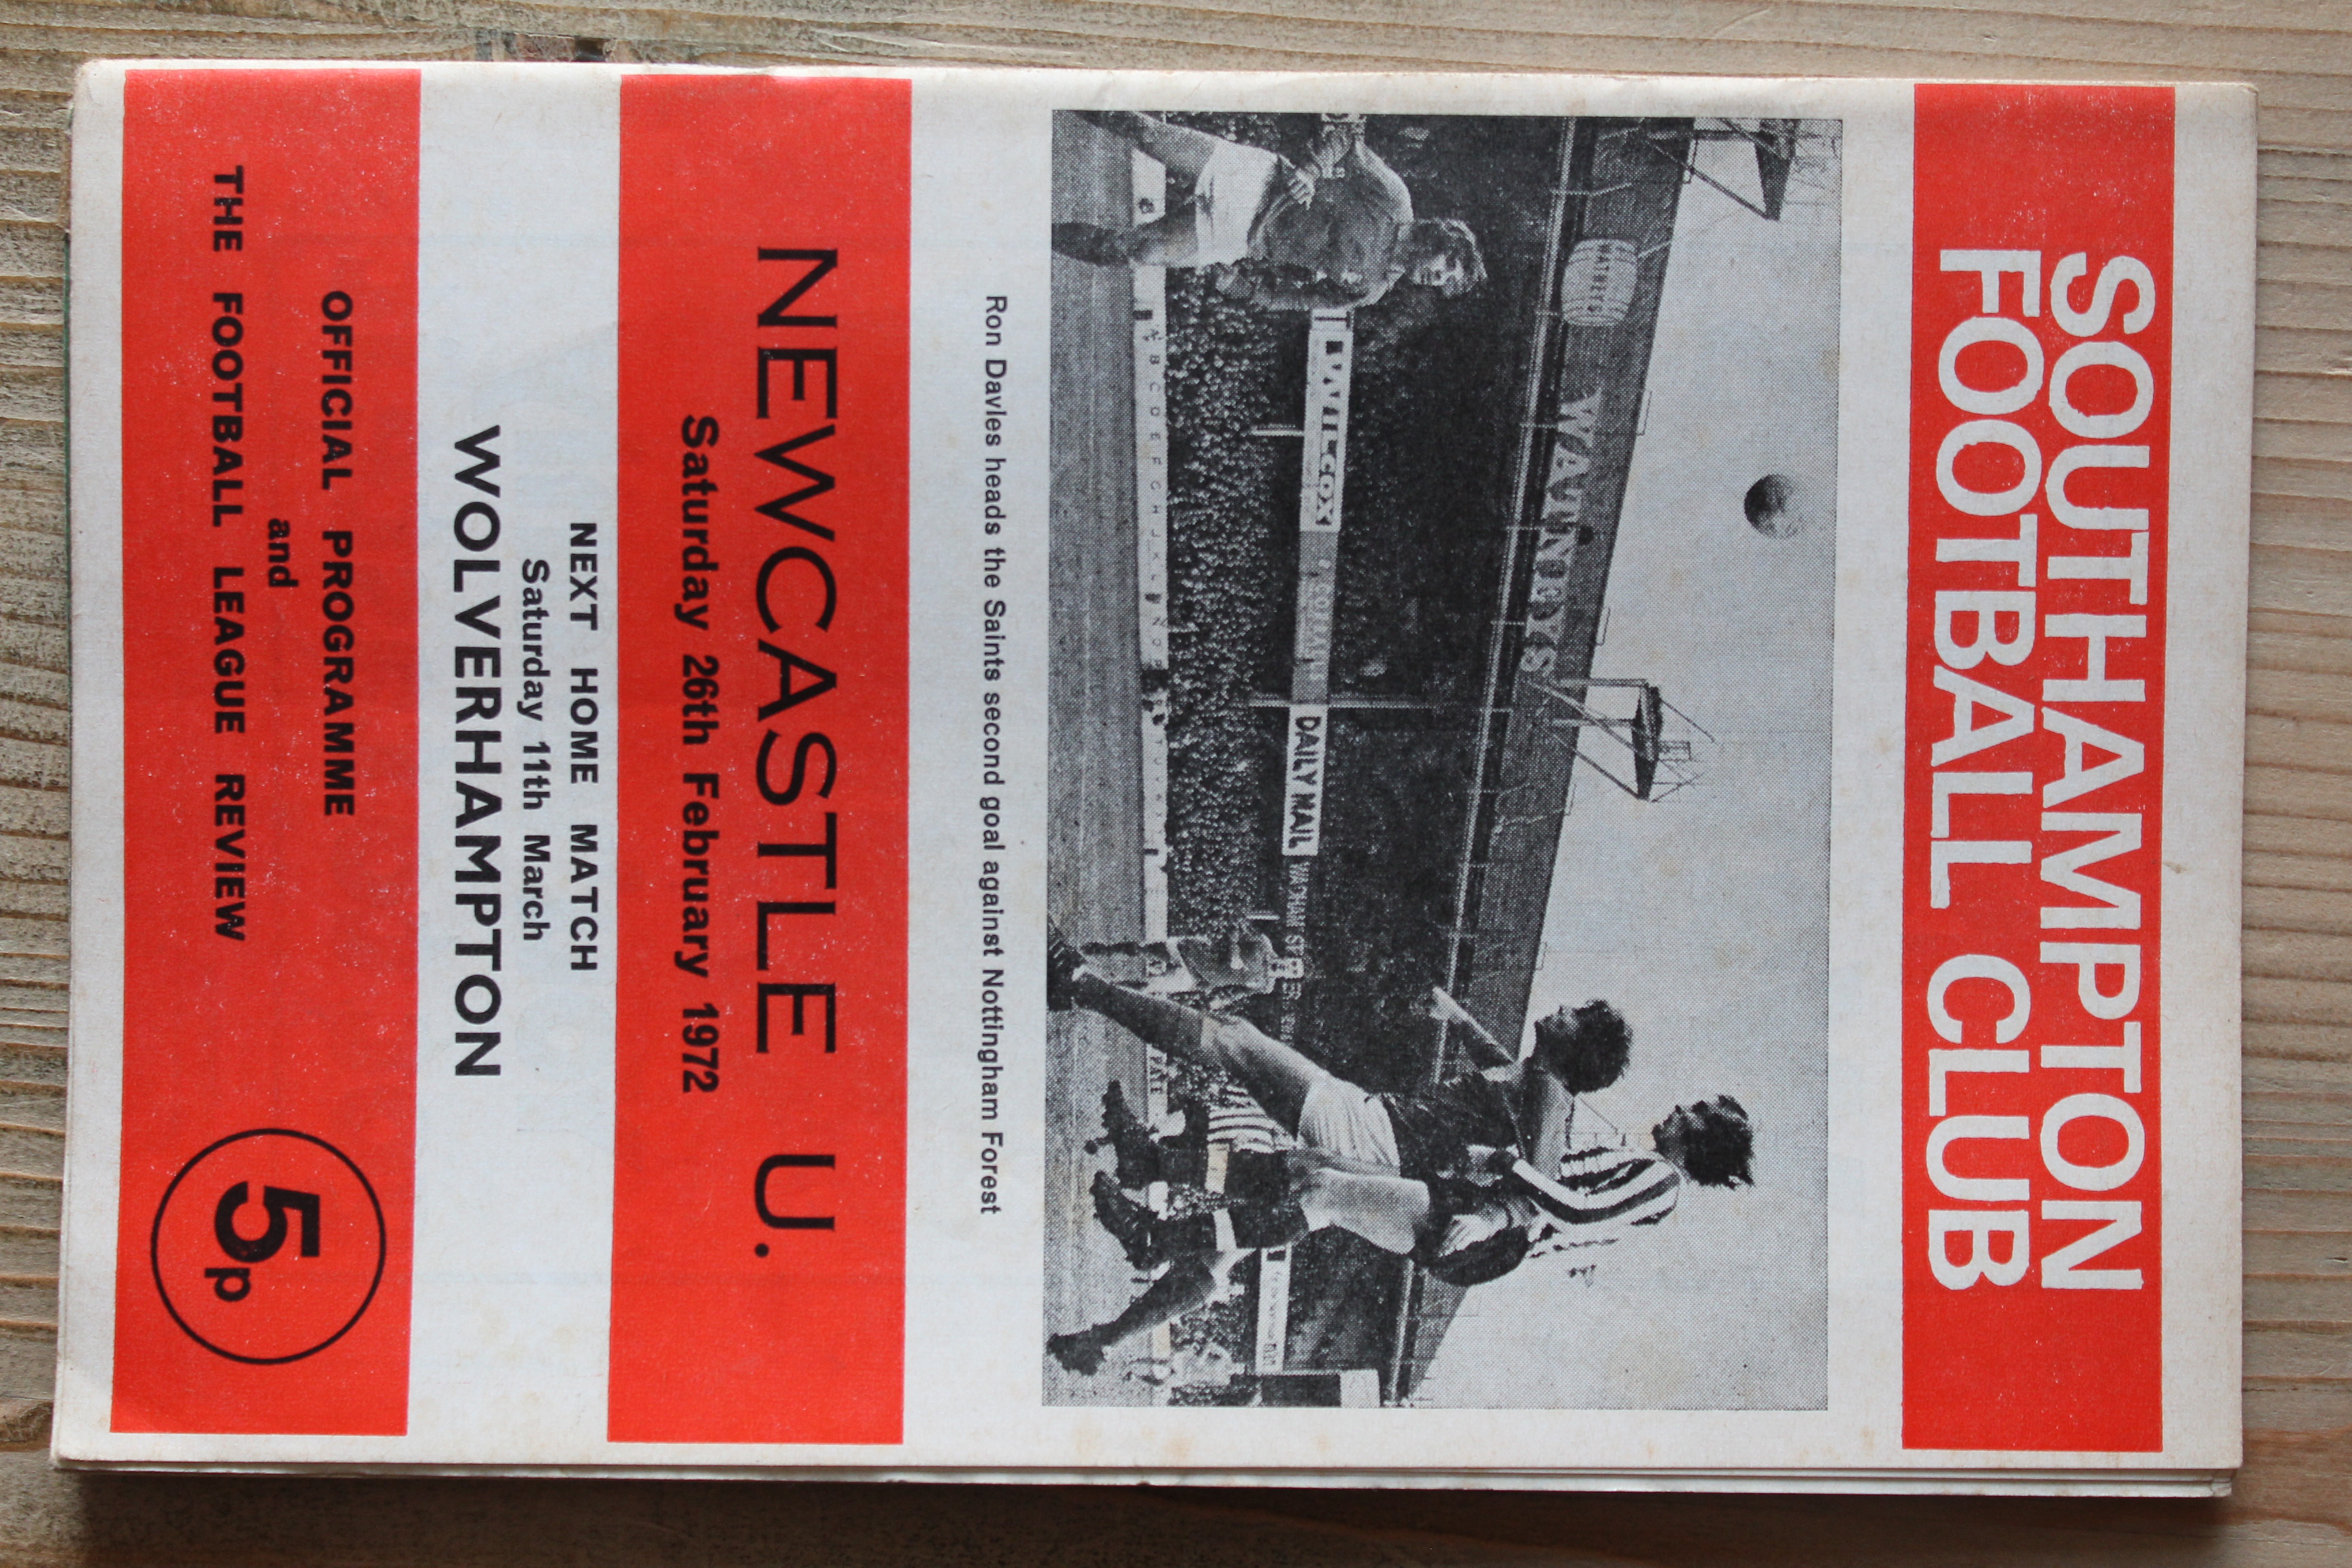 SOUTHAMPTON
FOOTBALL CLUB
WATNEYS
WATNEYS
WILCOX
DAILY MAIL
A B C D E F G H J K L
Ron Davies heads the Saints second goal against Nottingham Forest
NEWCASTLE U.
Saturday 26th February 1972
NEXT HOME MATCH
Saturday 11th March
WOLVERHAMPTON
OFFICIAL PROGRAMME
and
THE FOOTBALL LEAGUE REVIEW
5p